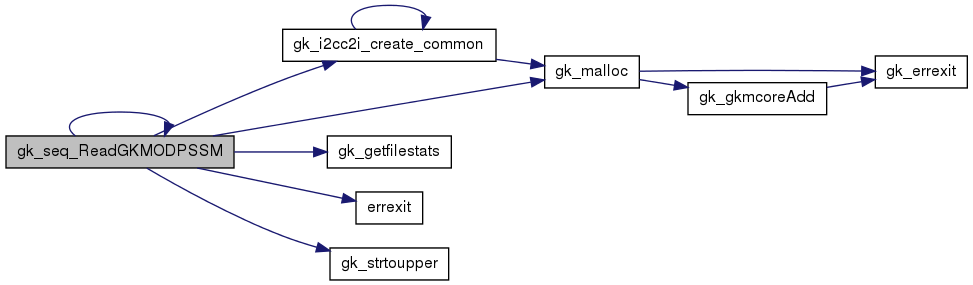 gk_i2cc2i_create_common
gk_malloc
gk_errexit
gk_gkmcoreAdd
gk_seq_ReadGKMODPSSM
gk_getfilestats
errexit
gk_strtoupper